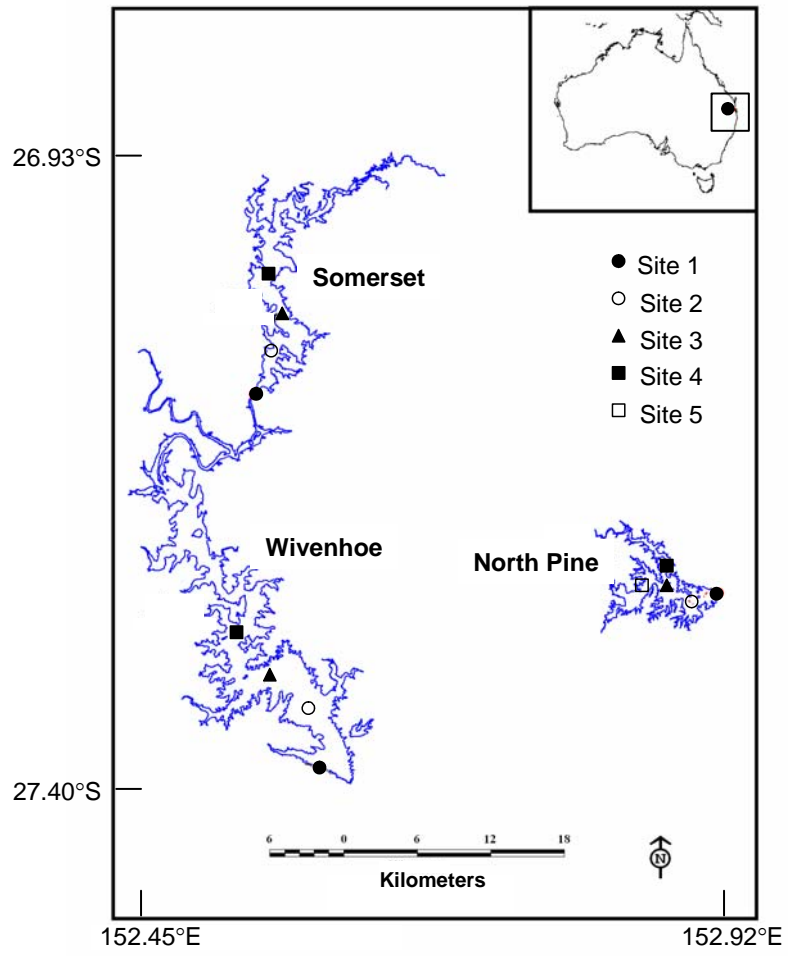 26.93°S
Somerset
Site 1
Site 2
Site 3
Site 4
Site 5
Wivenhoe
North Pine
27.40°S
6 0 6 12 18
Kilometers
N
152.45°E 152.92°E